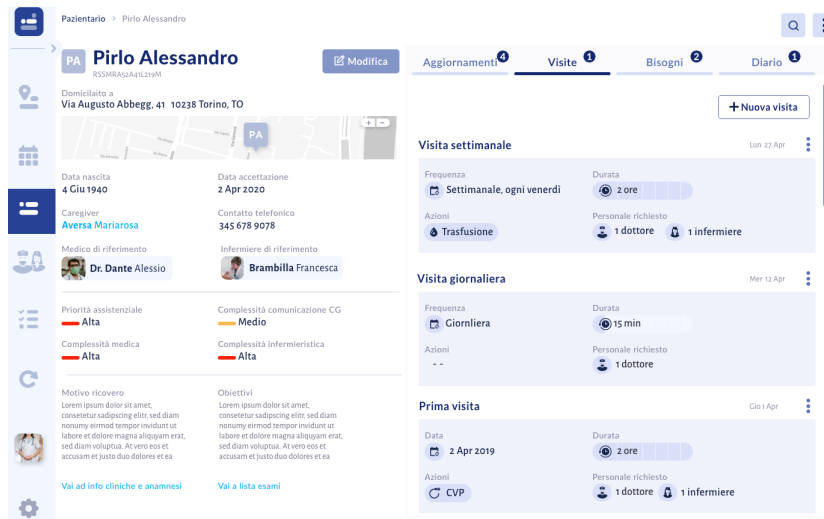 Pazientario > Pirlo Alessandro
PA Pirlo Alessandro
RSSMRA52A41L219M
Modifica
Domcilaito a
Via Augusto Abbegg, 41 10238 Torino, TO
PA
+ −
Data nascita
4 Giu 1940
Data accettazione
2 Apr 2020
Caregiver
Aversa Mariarosa
Contatto telefonico
345 678 9078
Medico di riferimento
Dr. Dante Alessio
Infermiere di riferimento
Brambilla Francesca
Priorità assistenziale
Alta
Complessità comunicazione CG
Medio
Complessità medica
Alta
Complessità infermieristica
Alta
Motivo ricovero
Lorem ipsum dolor sit amet,
consetetur sadipscing elitr, sed diam
nonumy eirmod tempor invidunt ut
labore et dolore magna aliquyam erat,
sed diam voluptua. At vero eos et
accusam et justo duo dolores et ea
Vai ad info cliniche e anamnesi
Obiettivi
Lorem ipsum dolor sit amet,
consetetur sadipscing elitr, sed diam
nonumy eirmod tempor invidunt ut
labore et dolore magna aliquyam erat,
sed diam voluptua. At vero eos et
accusam et justo duo dolores et ea
Vai a lista esami
Aggiornamenti 4
Visite 1
Bisogni 2
Diario 1
+ Nuova visita
Visita settimanale
Lun 27 Apr
Frequenza
Settimanale, ogni venerdì
Durata
2 ore
Azioni
Trasfusione
Personale richiesto
1 dottore 1 infermiere
Visita giornaliera
Mer 12 Apr
Frequenza
Giornliera
Durata
15 min
Azioni
- -
Personale richiesto
1 dottore
Prima visita
Gio 1 Apr
Data
2 Apr 2019
Durata
2 ore
Azioni
CVP
Personale richiesto
1 dottore 1 infermiere